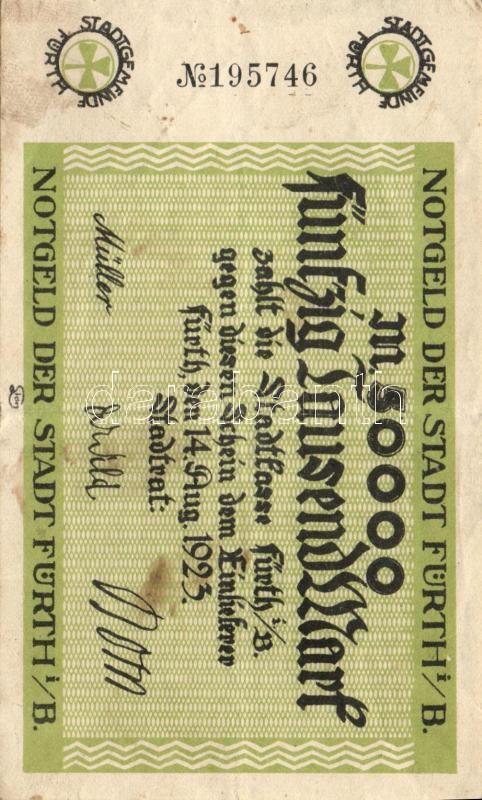 STADTGEMEINDE FÜRTH
№195746
STADTGEMEINDE FÜRTH
NOTGELD DER STADT FÜRTH i/B.
M. 50000
Fünfzig Tausend Mark
zahlt die Stadtkasse Fürth i/B.
gegen diesen Schein dem Einlieferer
Fürth, den 14. Aug. 1923.
Stadtrat:
Müller
NOTGELD DER STADT FÜRTH i/B.
darabanth